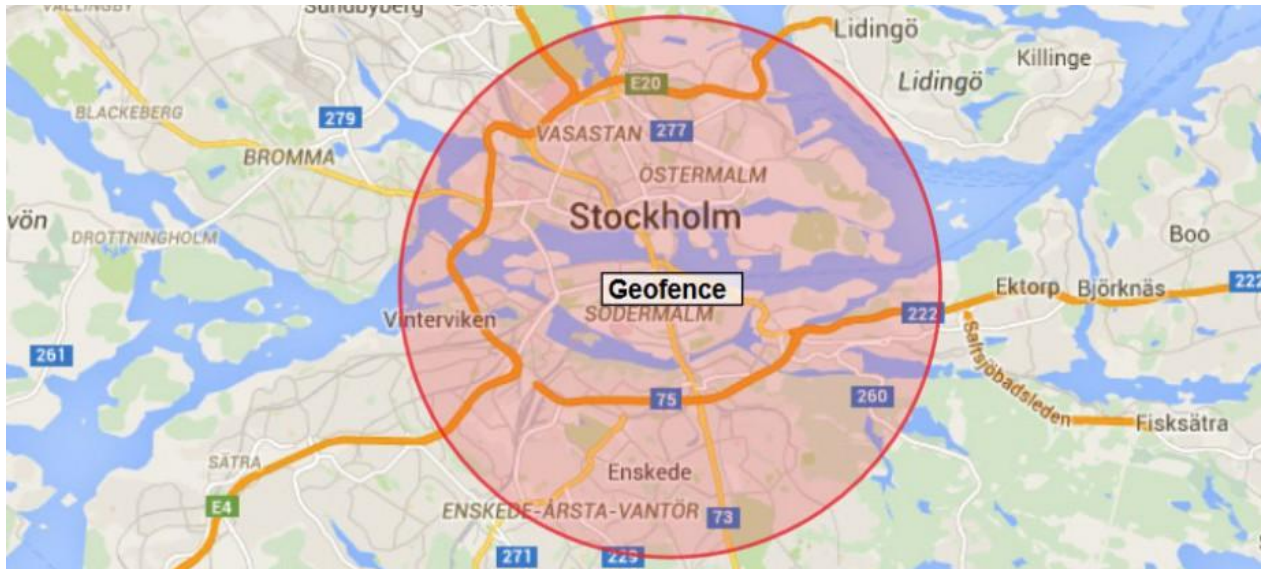 VÄLLINGBY
Sundbyberg
Lidingö
Killinge
Lidingö
E20
BLACKEBERG
279
VASASTAN
277
BROMMA
ÖSTERMALM
Stockholm
vön
DROTTNINGHOLM
Boo
Geofence
Ektorp
Björknäs
222
SÖDERMALM
222
Vinterviken
261
Saltsjöbadsleden
75
260
Fisksätra
SÄTRA
Enskede
E4
ENSKEDE-ÅRSTA-VANTÖR
73
271
229